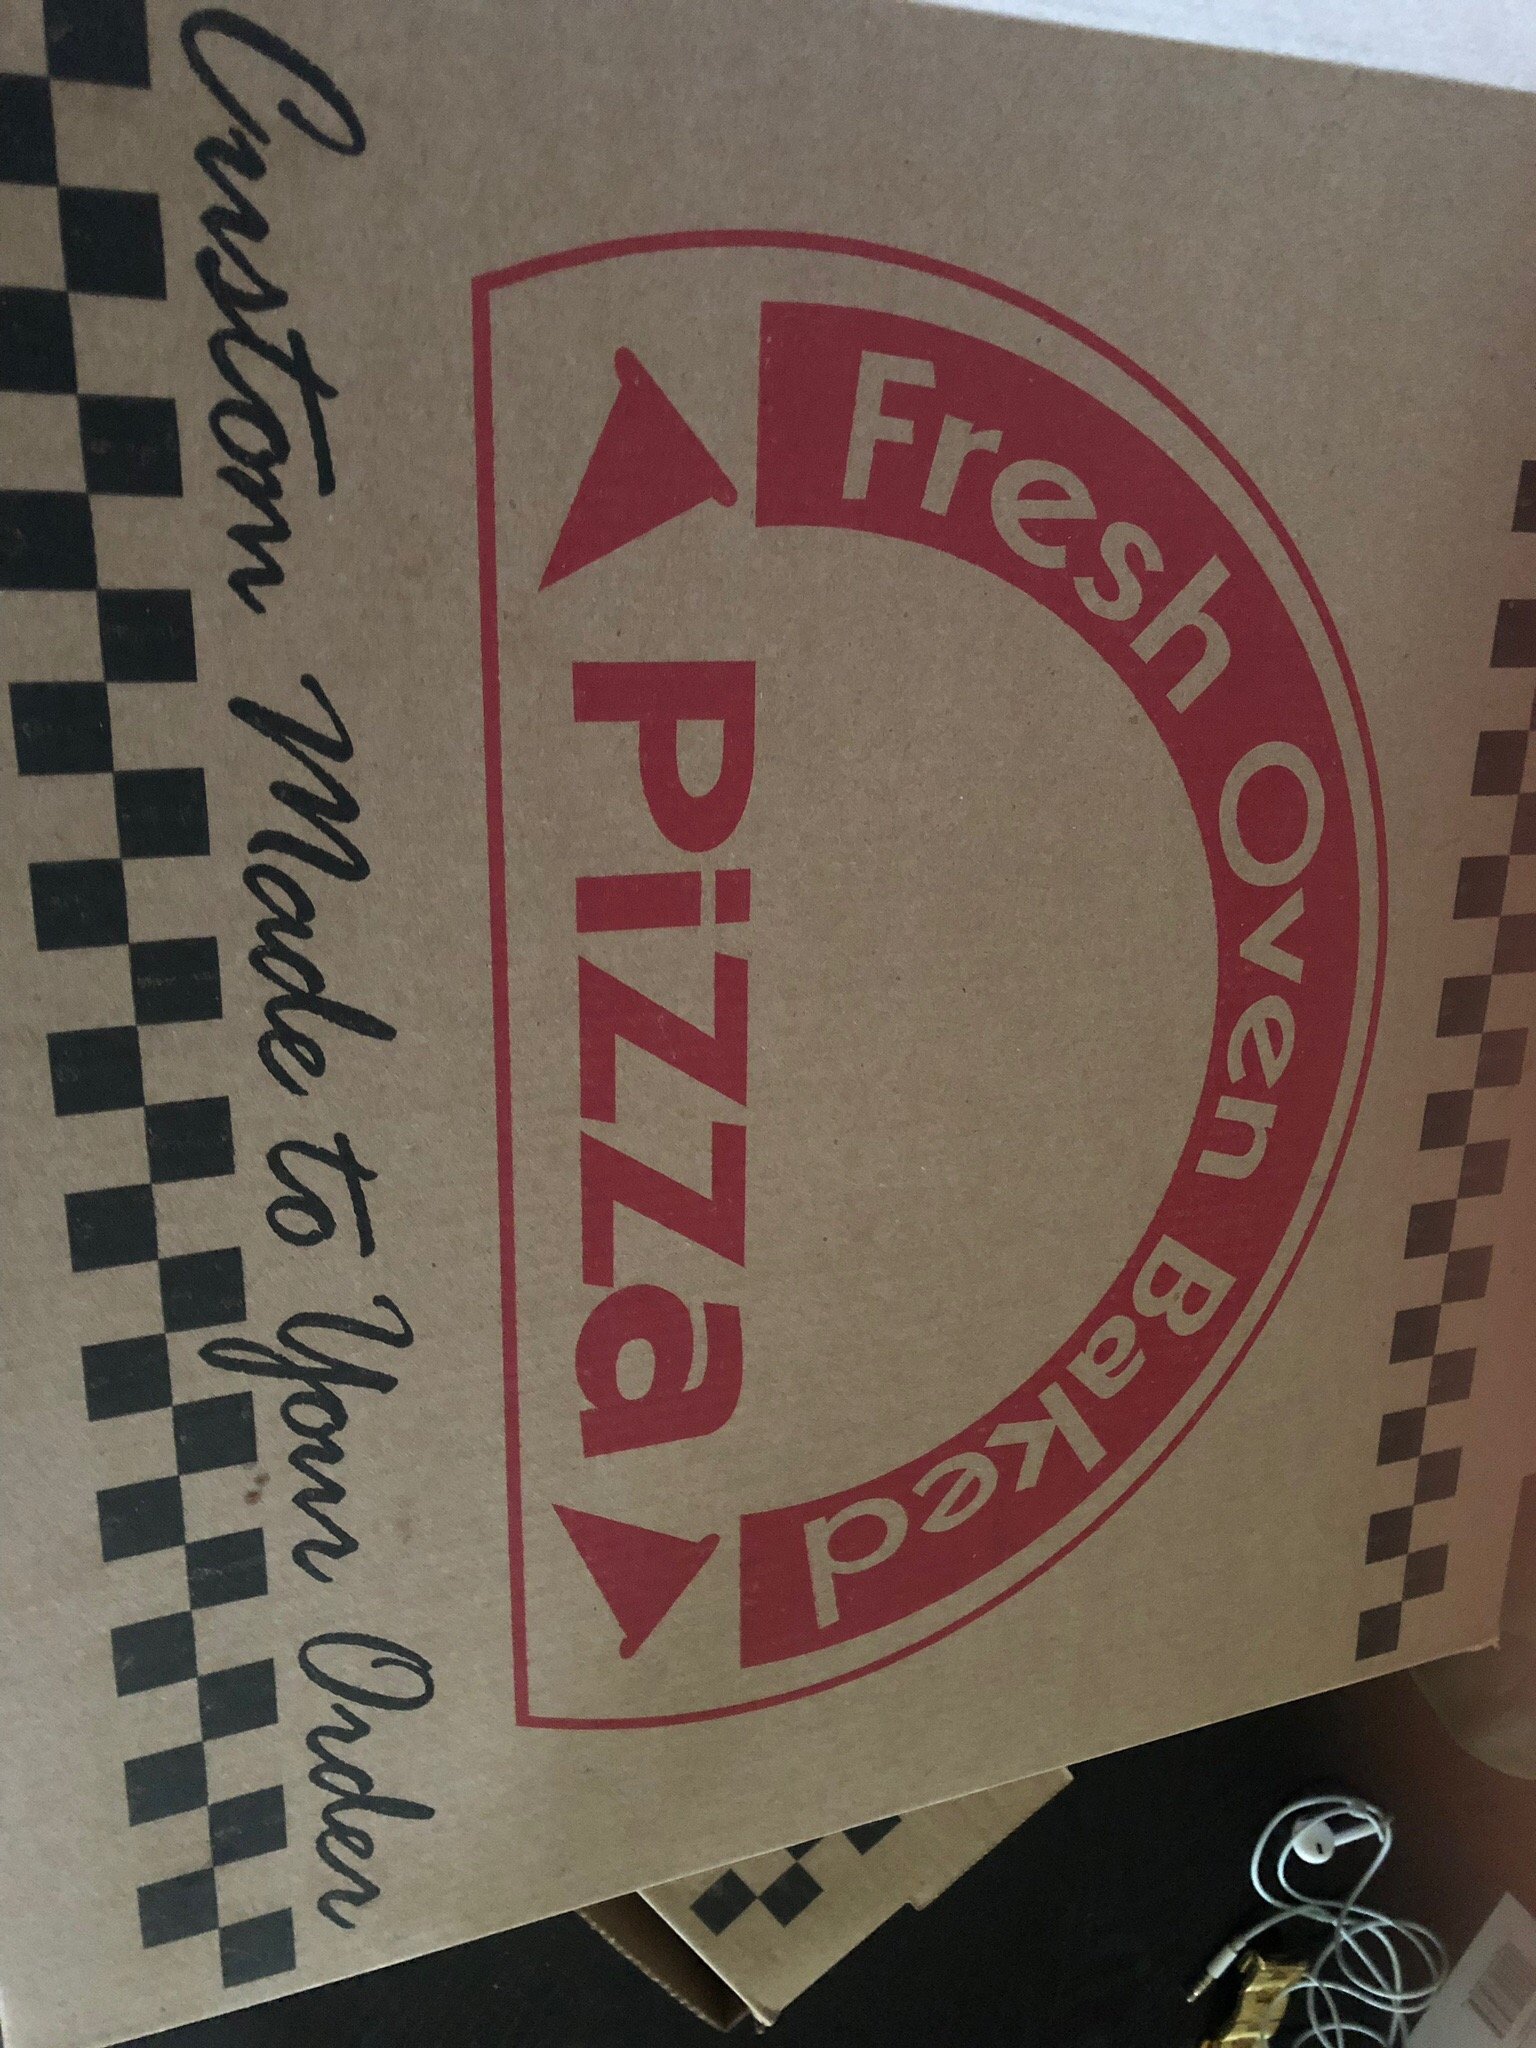 Fresh Oven Baked
Pizza
Custom Made to Your Order